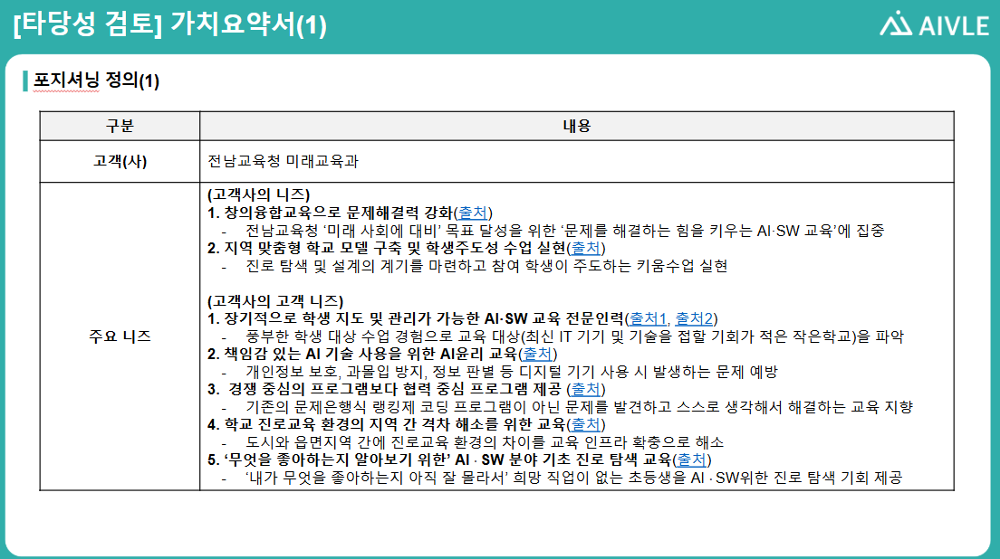 [타당성 검토] 가치요약서(1)
AIVLE
포지셔닝 정의(1)
구분
내용
고객(사)
전남교육청 미래교육과
주요 니즈
(고객사의 니즈)
1. 창의융합교육으로 문제해결력 강화(출처)
- 전남교육청 ‘미래 사회에 대비’ 목표 달성을 위한 ‘문제를 해결하는 힘을 키우는 AI·SW 교육’에 집중
2. 지역 맞춤형 학교 모델 구축 및 학생주도성 수업 실현(출처)
- 진로 탐색 및 설계의 계기를 마련하고 참여 학생이 주도하는 키움수업 실현
(고객사의 고객 니즈)
1. 장기적으로 학생 지도 및 관리가 가능한 AI·SW 교육 전문인력(출처1, 출처2)
- 풍부한 학생 대상 수업 경험으로 교육 대상(최신 IT 기기 및 기술을 접할 기회가 적은 작은학교)을 파악
2. 책임감 있는 AI 기술 사용을 위한 AI윤리 교육(출처)
- 개인정보 보호, 과몰입 방지, 정보 판별 등 디지털 기기 사용 시 발생하는 문제 예방
3. 경쟁 중심의 프로그램보다 협력 중심 프로그램 제공 (출처)
- 기존의 문제은행식 랭킹제 코딩 프로그램이 아닌 문제를 발견하고 스스로 생각해서 해결하는 교육 지향
4. 학교 진로교육 환경의 지역 간 격차 해소를 위한 교육(출처)
- 도시와 읍면지역 간에 진로교육 환경의 차이를 교육 인프라 확충으로 해소
5. ‘무엇을 좋아하는지 알아보기 위한’ AI · SW 분야 기초 진로 탐색 교육(출처)
- ‘내가 무엇을 좋아하는지 아직 잘 몰라서’ 희망 직업이 없는 초등생을 AI · SW위한 진로 탐색 기회 제공